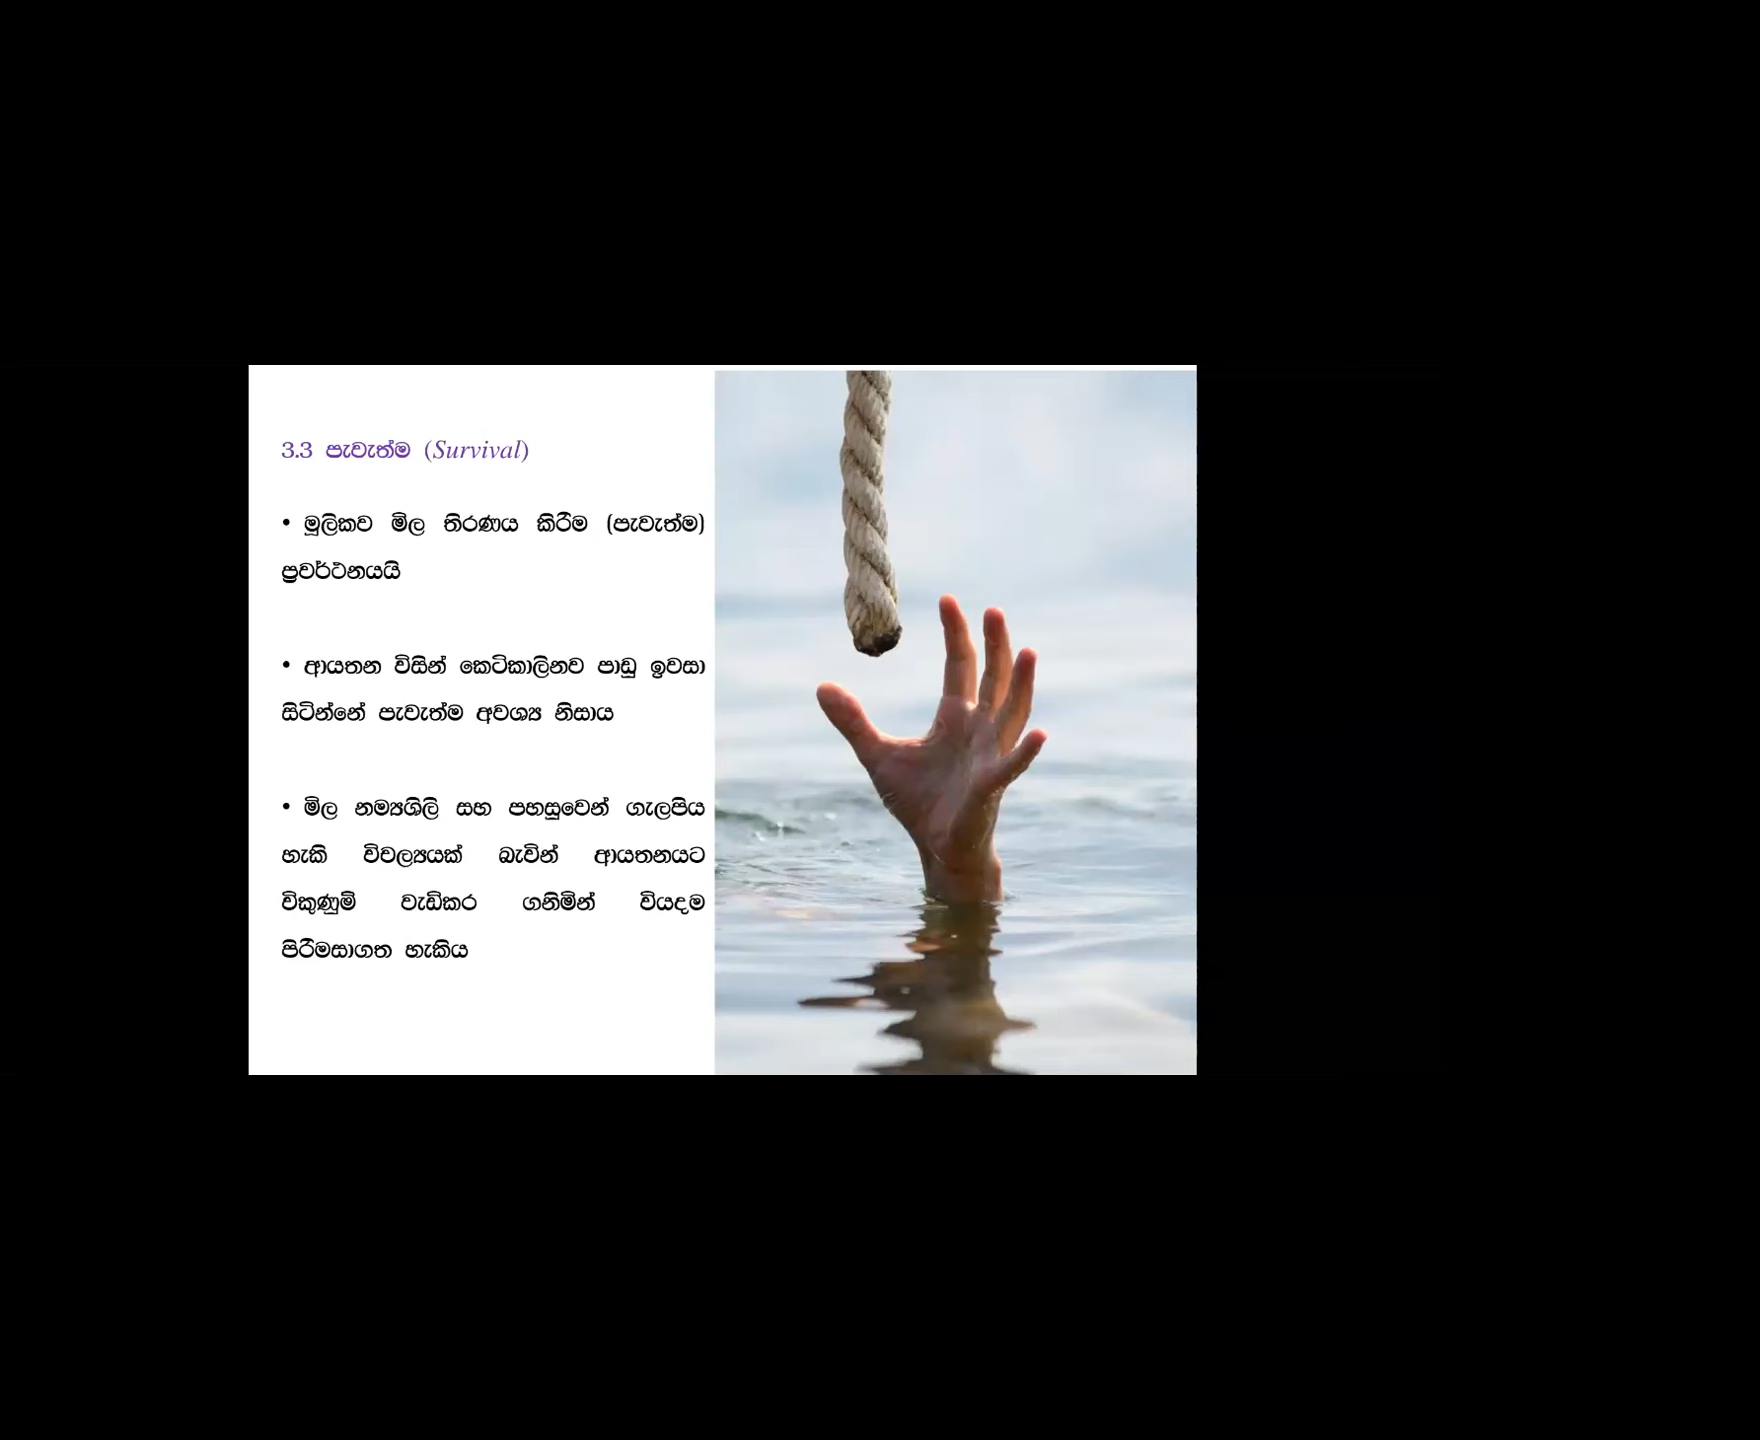 3.3 පැවැත්ම (Survival)
• මූලිකව මිල තිරණය කිරීම (පැවැත්ම)
ප්‍රවර්ථනයයි
• ආයතන විසින් කෙටිකාලිනව පාඩු ඉවසා
සිටින්නේ පැවැත්ම අවශ්‍ය නිසාය
• මිල නම්‍යශිලි සහ පහසුවෙන් ගැලපිය
හැකි විචල්‍යයක් බැවින් ආයතනයට
විකුණුම් වැඩිකර ගනිමින් වියදම
පිරිමසාගත හැකිය